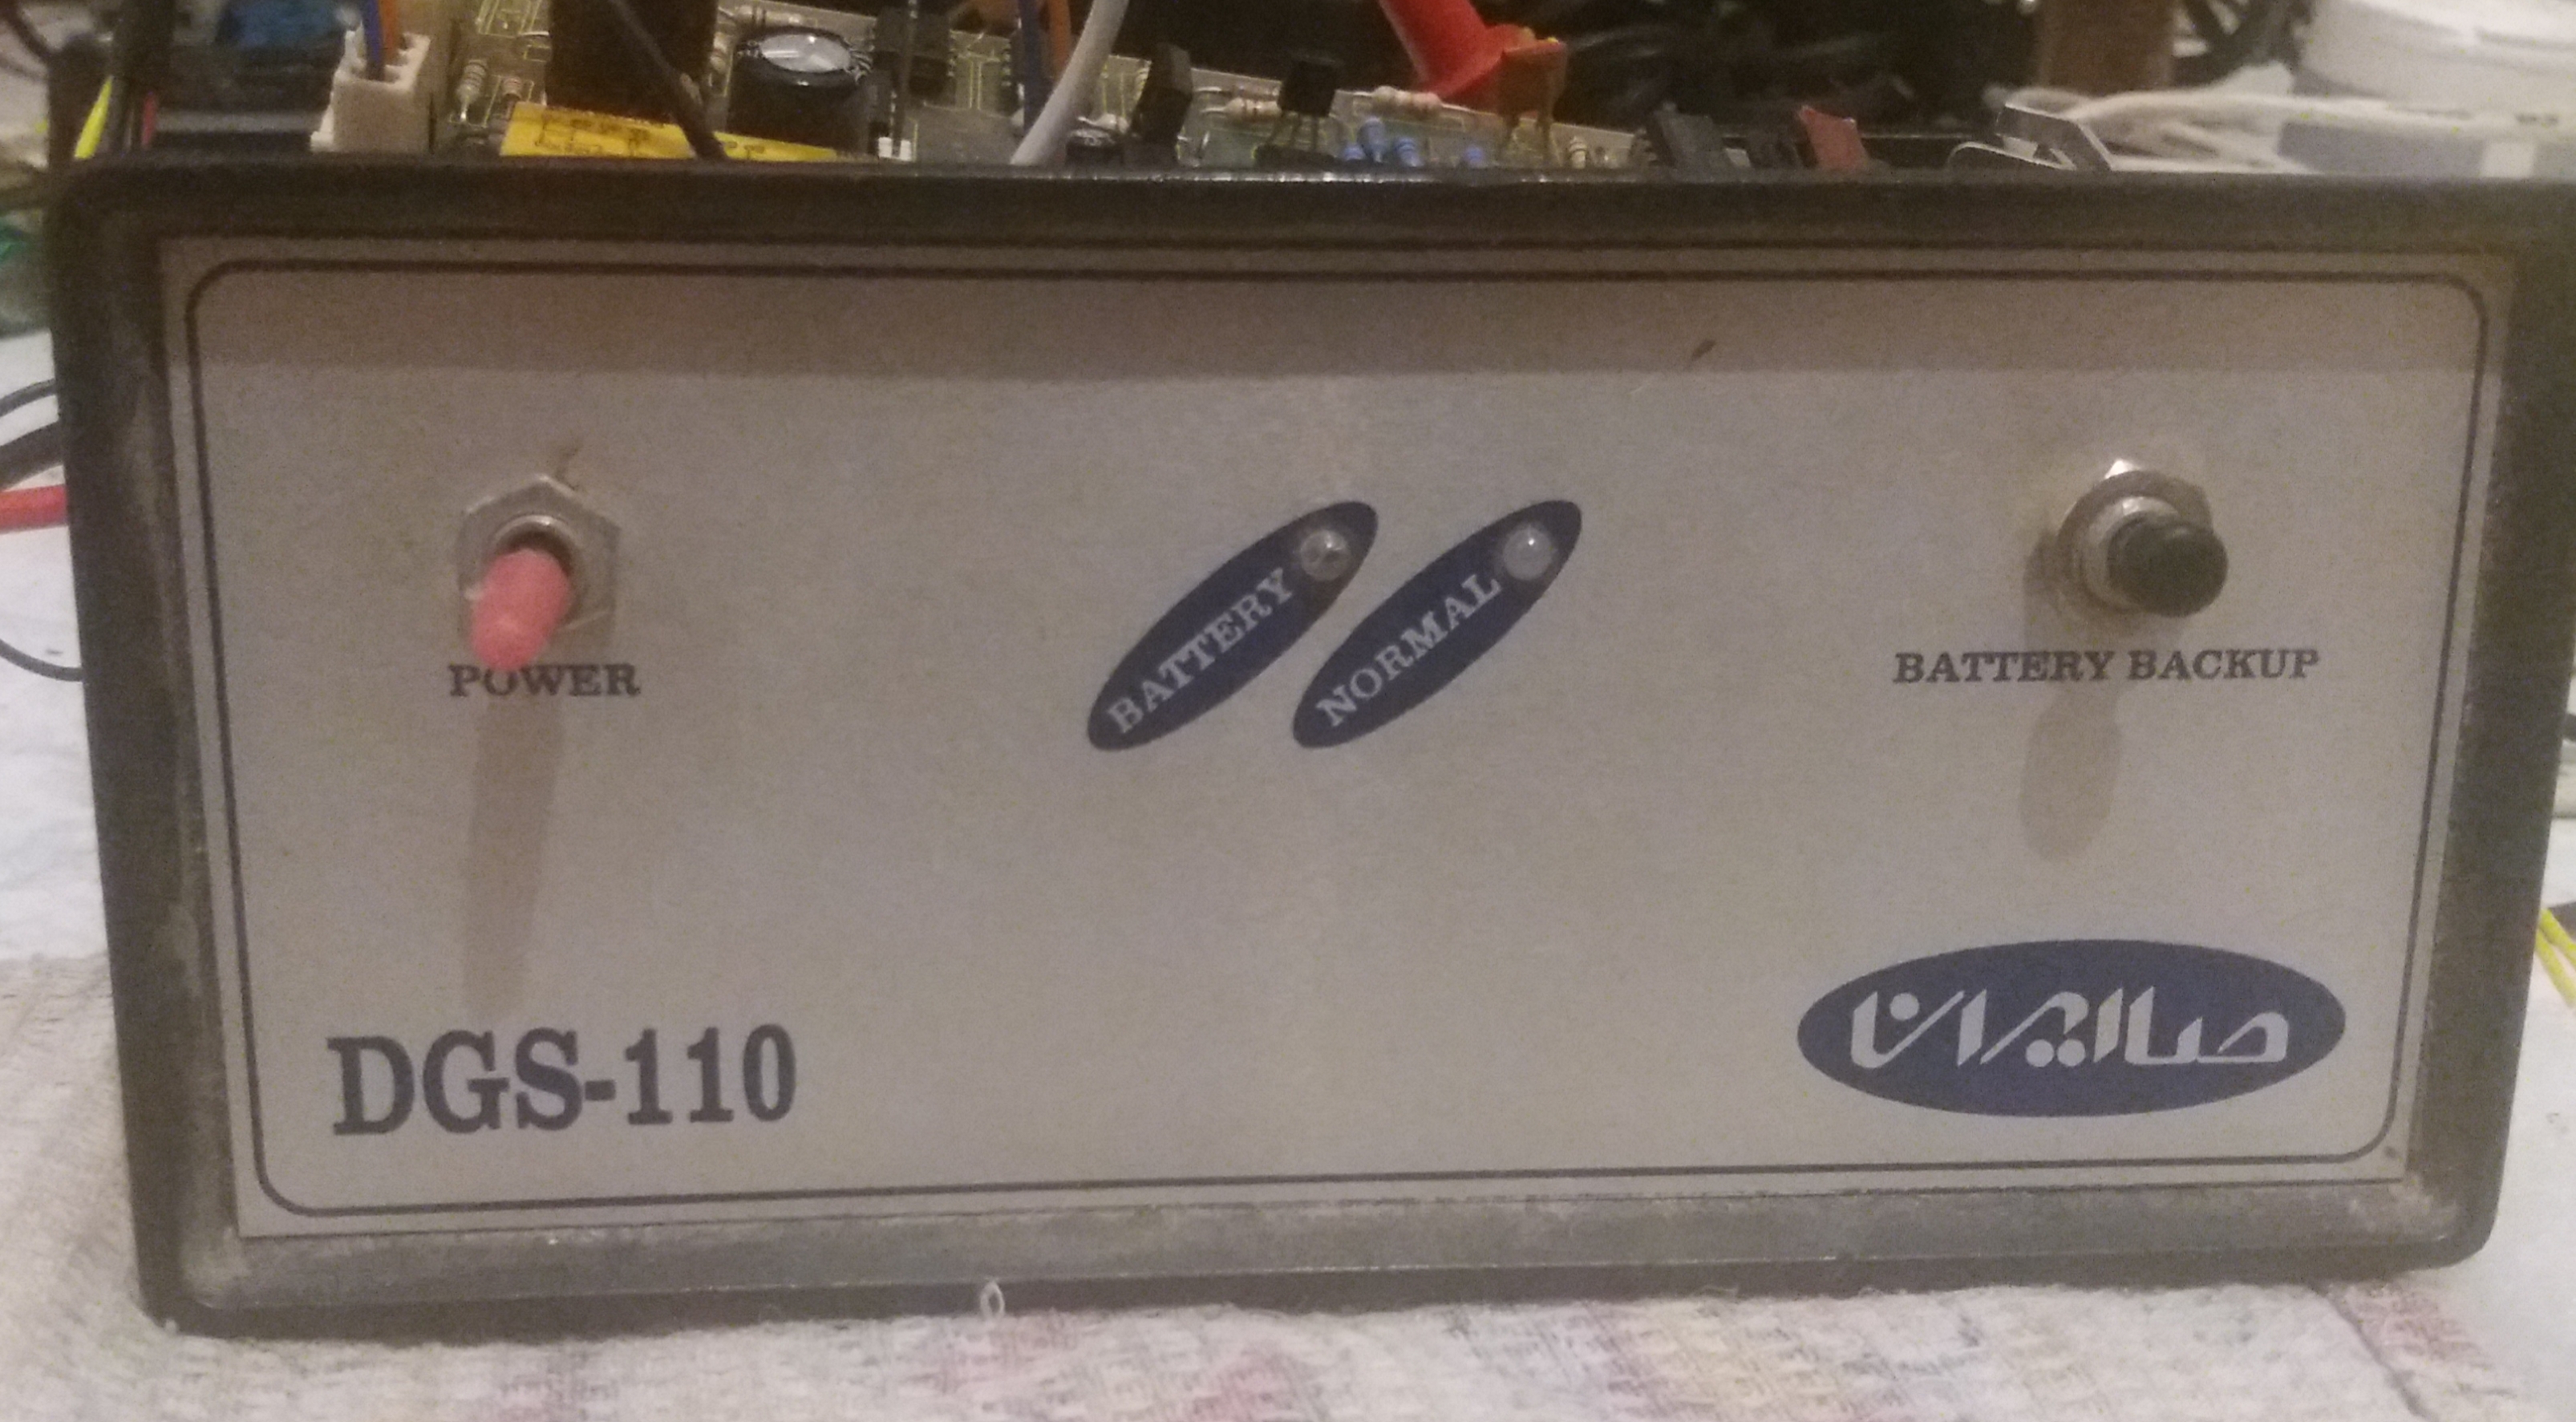 POWER
BATTERY
NORMAL
BATTERY BACKUP
DGS-110
صاایران